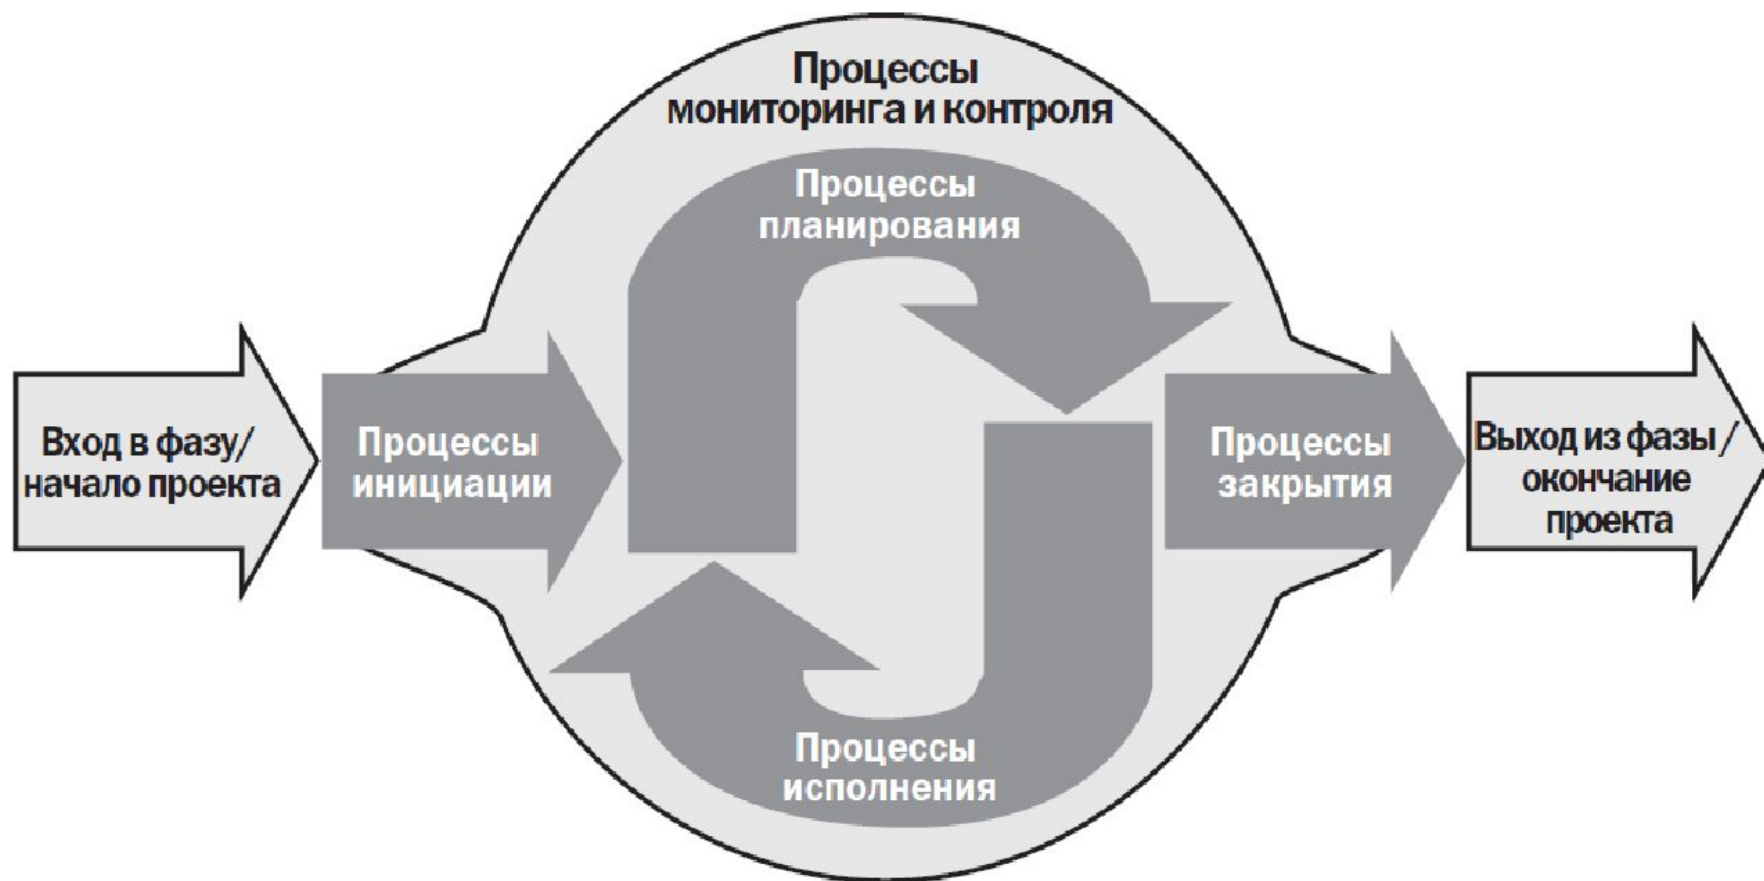 Процессы
мониторинга и контроля
Процессы
планирования
Вход в фазу/
начало проекта
Процессы
инициации
Процессы
закрытия
Выход из фазы /
окончание
проекта
Процессы
исполнения